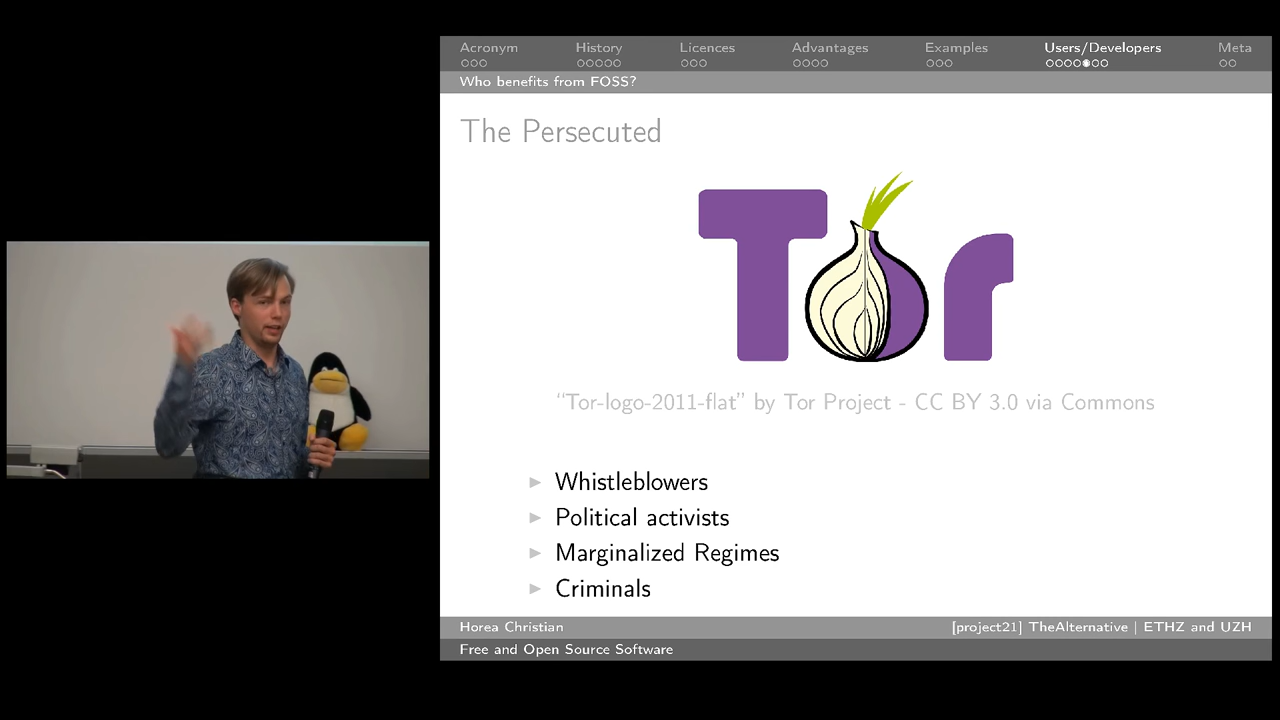 Acronym History Licences Advantages Examples Users/Developers Meta
Who benefits from FOSS?
The Persecuted
Tor
“Tor-logo-2011-flat” by Tor Project - CC BY 3.0 via Commons
Whistleblowers
Political activists
Marginalized Regimes
Criminals
Horea Christian [project21] TheAlternative | ETHZ and UZH
Free and Open Source Software